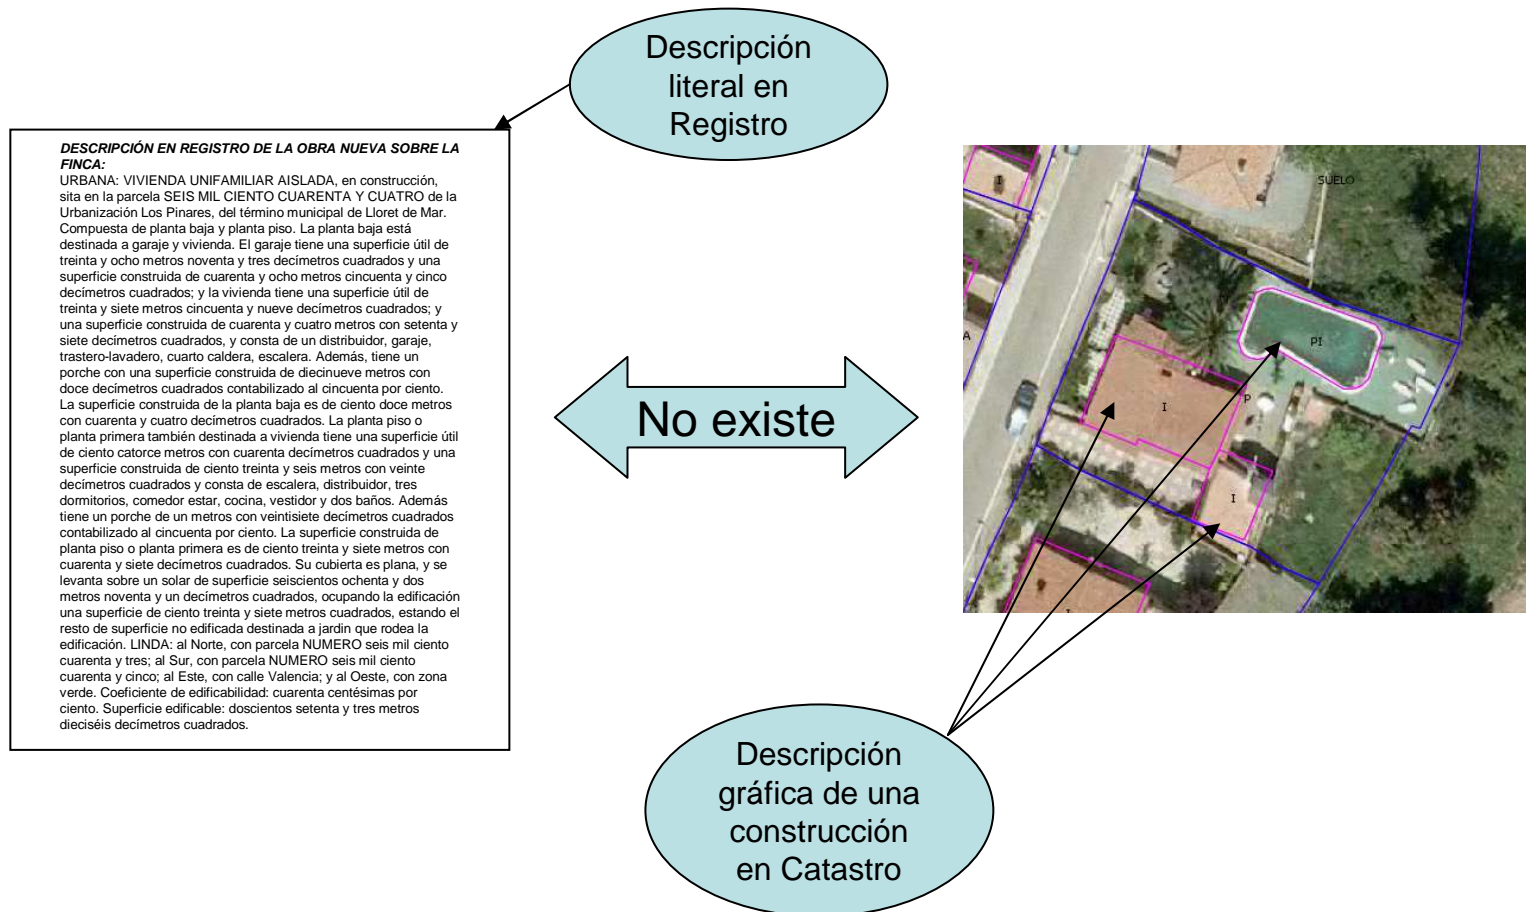 Descripción
literal en
Registro
DESCRIPCIÓN EN REGISTRO DE LA OBRA NUEVA SOBRE LA
FINCA:
URBANA: VIVIENDA UNIFAMILIAR AISLADA, en construcción,
sita en la parcela SEIS MIL CIENTO CUARENTA Y CUATRO de la
Urbanización Los Pinares, del término municipal de Lloret de Mar.
Compuesta de planta baja y planta piso. La planta baja está
destinada a garaje y vivienda. El garaje tiene una superficie útil de
treinta y ocho metros noventa y tres decímetros cuadrados y una
superficie construida de cuarenta y ocho metros cincuenta y cinco
decímetros cuadrados; y la vivienda tiene una superficie útil de
treinta y siete metros cincuenta y nueve decímetros cuadrados; y
una superficie construida de cuarenta y cuatro metros con setenta y
siete decímetros cuadrados, y consta de un distribuidor, garaje,
trastero-lavadero, cuarto caldera, escalera. Además, tiene un
porche con una superficie construida de diecinueve metros con
doce decímetros cuadrados contabilizado al cincuenta por ciento.
La superficie construida de la planta baja es de ciento doce metros
con cuarenta y cuatro decímetros cuadrados. La planta piso o
planta primera también destinada a vivienda tiene una superficie útil
de ciento catorce metros con cuarenta decímetros cuadrados y una
superficie construida de ciento treinta y seis metros con veinte
decímetros cuadrados y consta de escalera, distribuidor, tres
dormitorios, comedor estar, cocina, vestidor y dos baños. Además
tiene un porche de un metros con veintisiete decímetros cuadrados
contabilizado al cincuenta por ciento. La superficie construida de
planta piso o planta primera es de ciento treinta y siete metros con
cuarenta y siete decímetros cuadrados. Su cubierta es plana, y se
levanta sobre un solar de superficie seiscientos ochenta y dos
metros noventa y un decímetros cuadrados, ocupando la edificación
una superficie de ciento treinta y siete metros cuadrados, estando el
resto de superficie no edificada destinada a jardin que rodea la
edificación. LINDA: al Norte, con parcela NUMERO seis mil ciento
cuarenta y tres; al Sur, con parcela NUMERO seis mil ciento
cuarenta y cinco; al Este, con calle Valencia; y al Oeste, con zona
verde. Coeficiente de edificabilidad: cuarenta centésimas por
ciento. Superficie edificable: doscientos setenta y tres metros
dieciséis decímetros cuadrados.
No existe
I
SUELO
A
PI
I
P
I
Descripción
gráfica de una
construcción
en Catastro